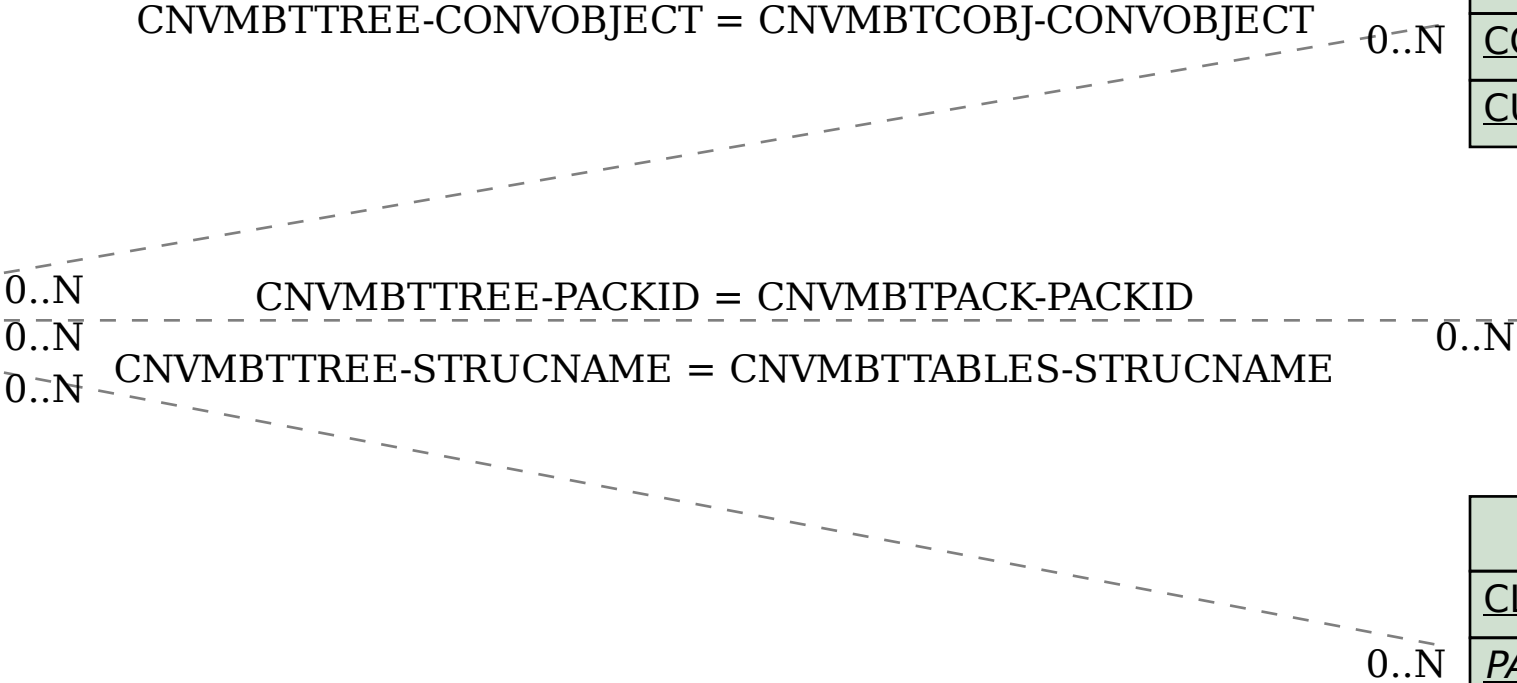 CNVMBTTREE-CONVOBJECT = CNVMBTCOBJ-CONVOBJECT
0..N
0..N
CNVMBTTREE-PACKID = CNVMBTPACK-PACKID
0..N
0..N
CNVMBTTREE-STRUCNAME = CNVMBTTABLES-STRUCNAME
0..N
0..N